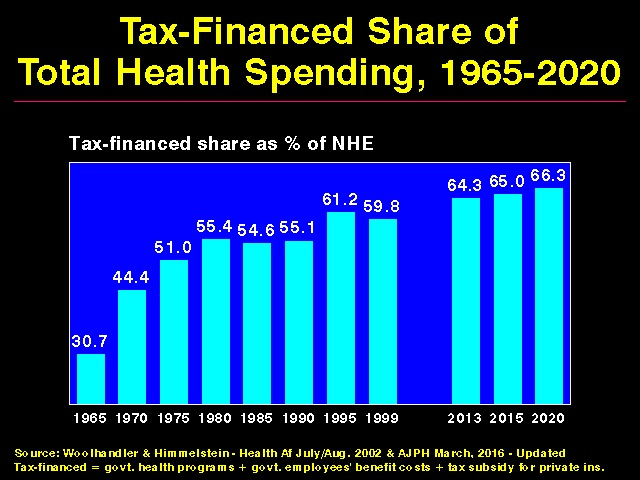 Tax-Financed Share of
Total Health Spending, 1965-2020
Tax-financed share as % of NHE
30.7 44.4 51.0 55.4 54.6 55.1 61.2 59.8 64.3 65.0 66.3
1965 1970 1975 1980 1985 1990 1995 1999 2013 2015 2020
Source: Woolhandler & Himmelstein - Health Af July/Aug. 2002 & AJPH March, 2016 - Updated
Tax-financed = govt. health programs + govt. employees' benefit costs + tax subsidy for private ins.